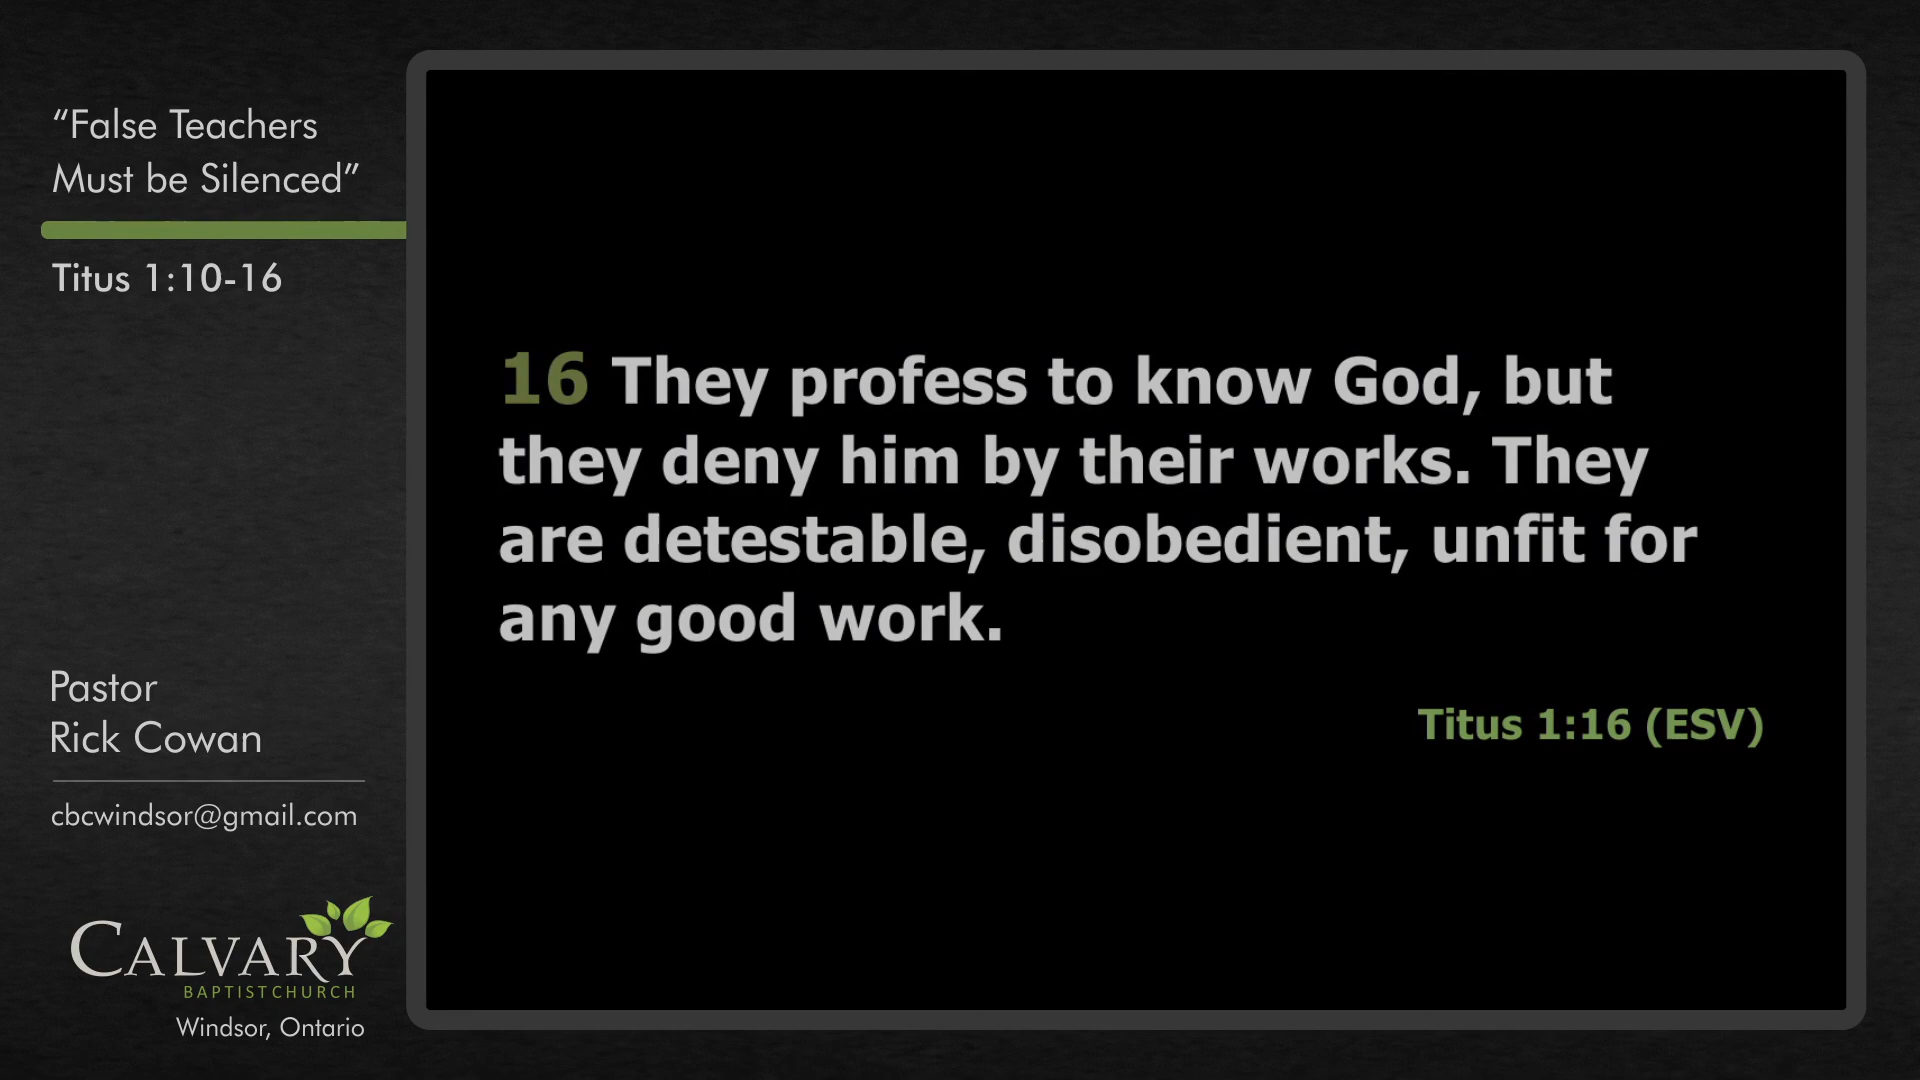 “False Teachers
Must be Silenced”
Titus 1:10-16
16 They profess to know God, but
they deny him by their works. They
are detestable, disobedient, unfit for
any good work.
Titus 1:16 (ESV)
Pastor
Rick Cowan
cbcwindsor@gmail.com
CALVARY
BAPTISTCHURCH
Windsor, Ontario